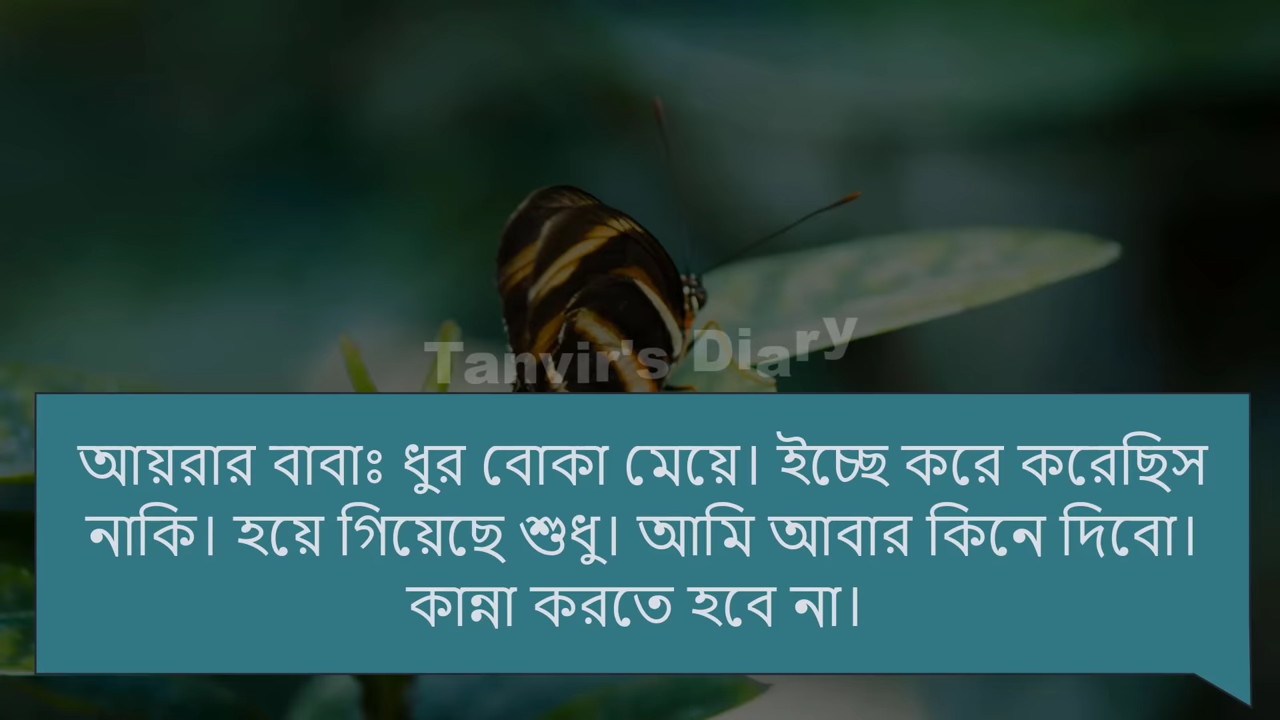 Tanvir's Diary
আয়রার বাবাঃ ধুর বোকা মেয়ে। ইচ্ছে করে করেছিস
নাকি। হয়ে গিয়েছে শুধু। আমি আবার কিনে দিবো।
কান্না করতে হবে না।